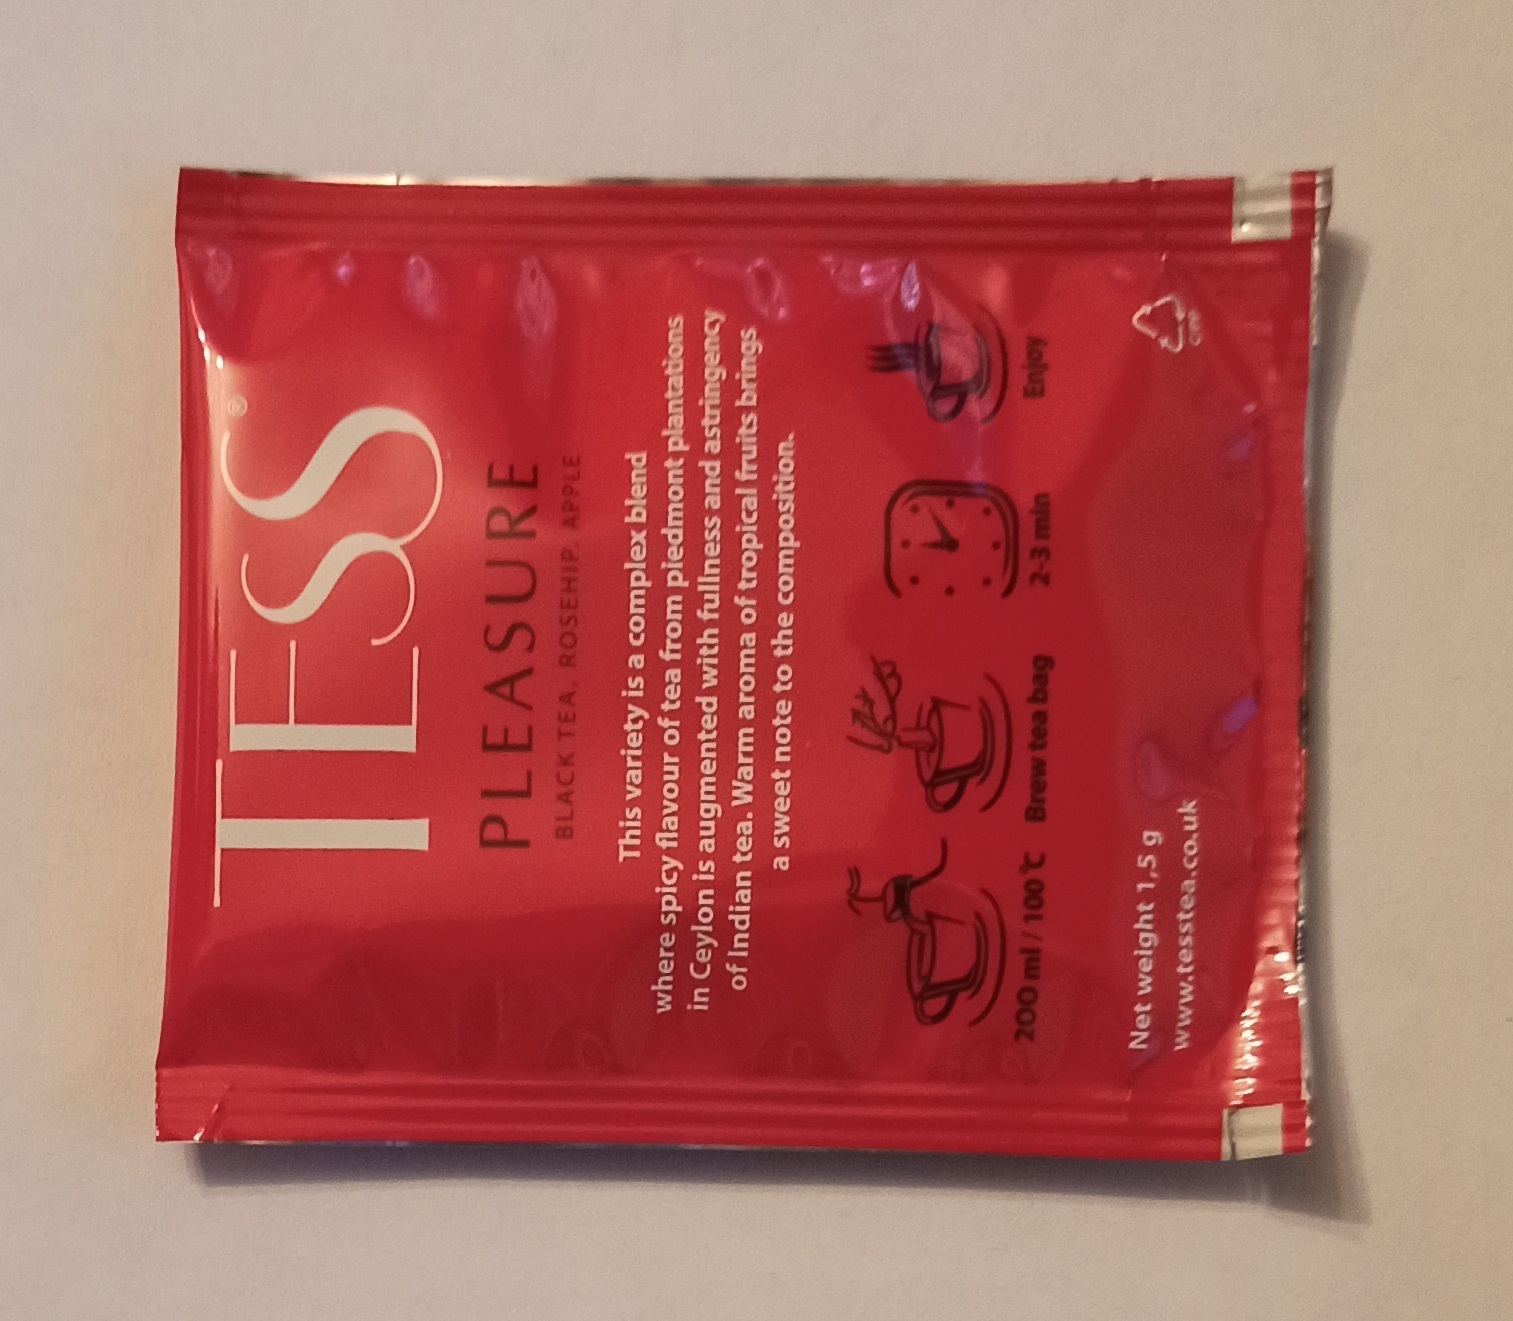 TESS®
PLEASURE
BLACK TEA, ROSEHIP, APPLE
This variety is a complex blend
where spicy flavour of tea from piedmont plantations
in Ceylon is augmented with fullness and astringency
of Indian tea. Warm aroma of tropical fruits brings
a sweet note to the composition.
200 ml / 100 °C
Brew tea bag
2-3 min
Enjoy
Net weight 1,5 g
www.tesstea.co.uk